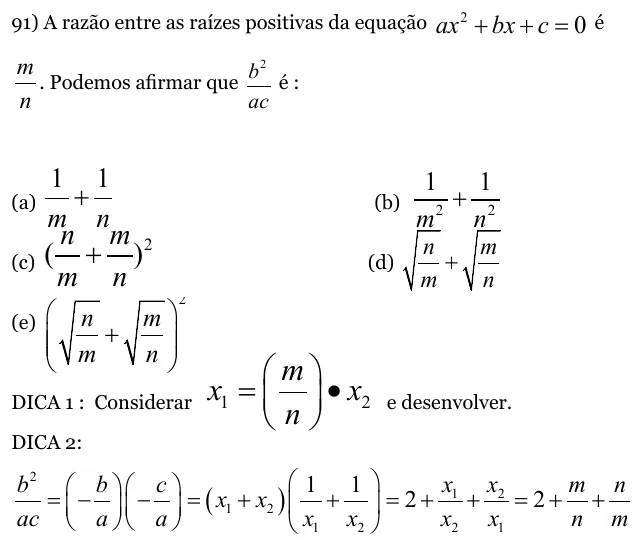 91) A razão entre as raízes positivas da equação ax² + bx + c = 0 é
m/n. Podemos afirmar que b²/ac é :
(a) 1/m + 1/n (b) 1/m² + 1/n²
(c) (n/m + m/n)² (d) √(n/m) + √(m/n)
(e) (√(n/m) + √(m/n))²
DICA 1 : Considerar x₁ = (m/n) • x₂ e desenvolver.
DICA 2:
b²/ac = (−b/a)(−c/a) = (x₁ + x₂)(1/x₁ + 1/x₂) = 2 + x₁/x₂ + x₂/x₁ = 2 + m/n + n/m